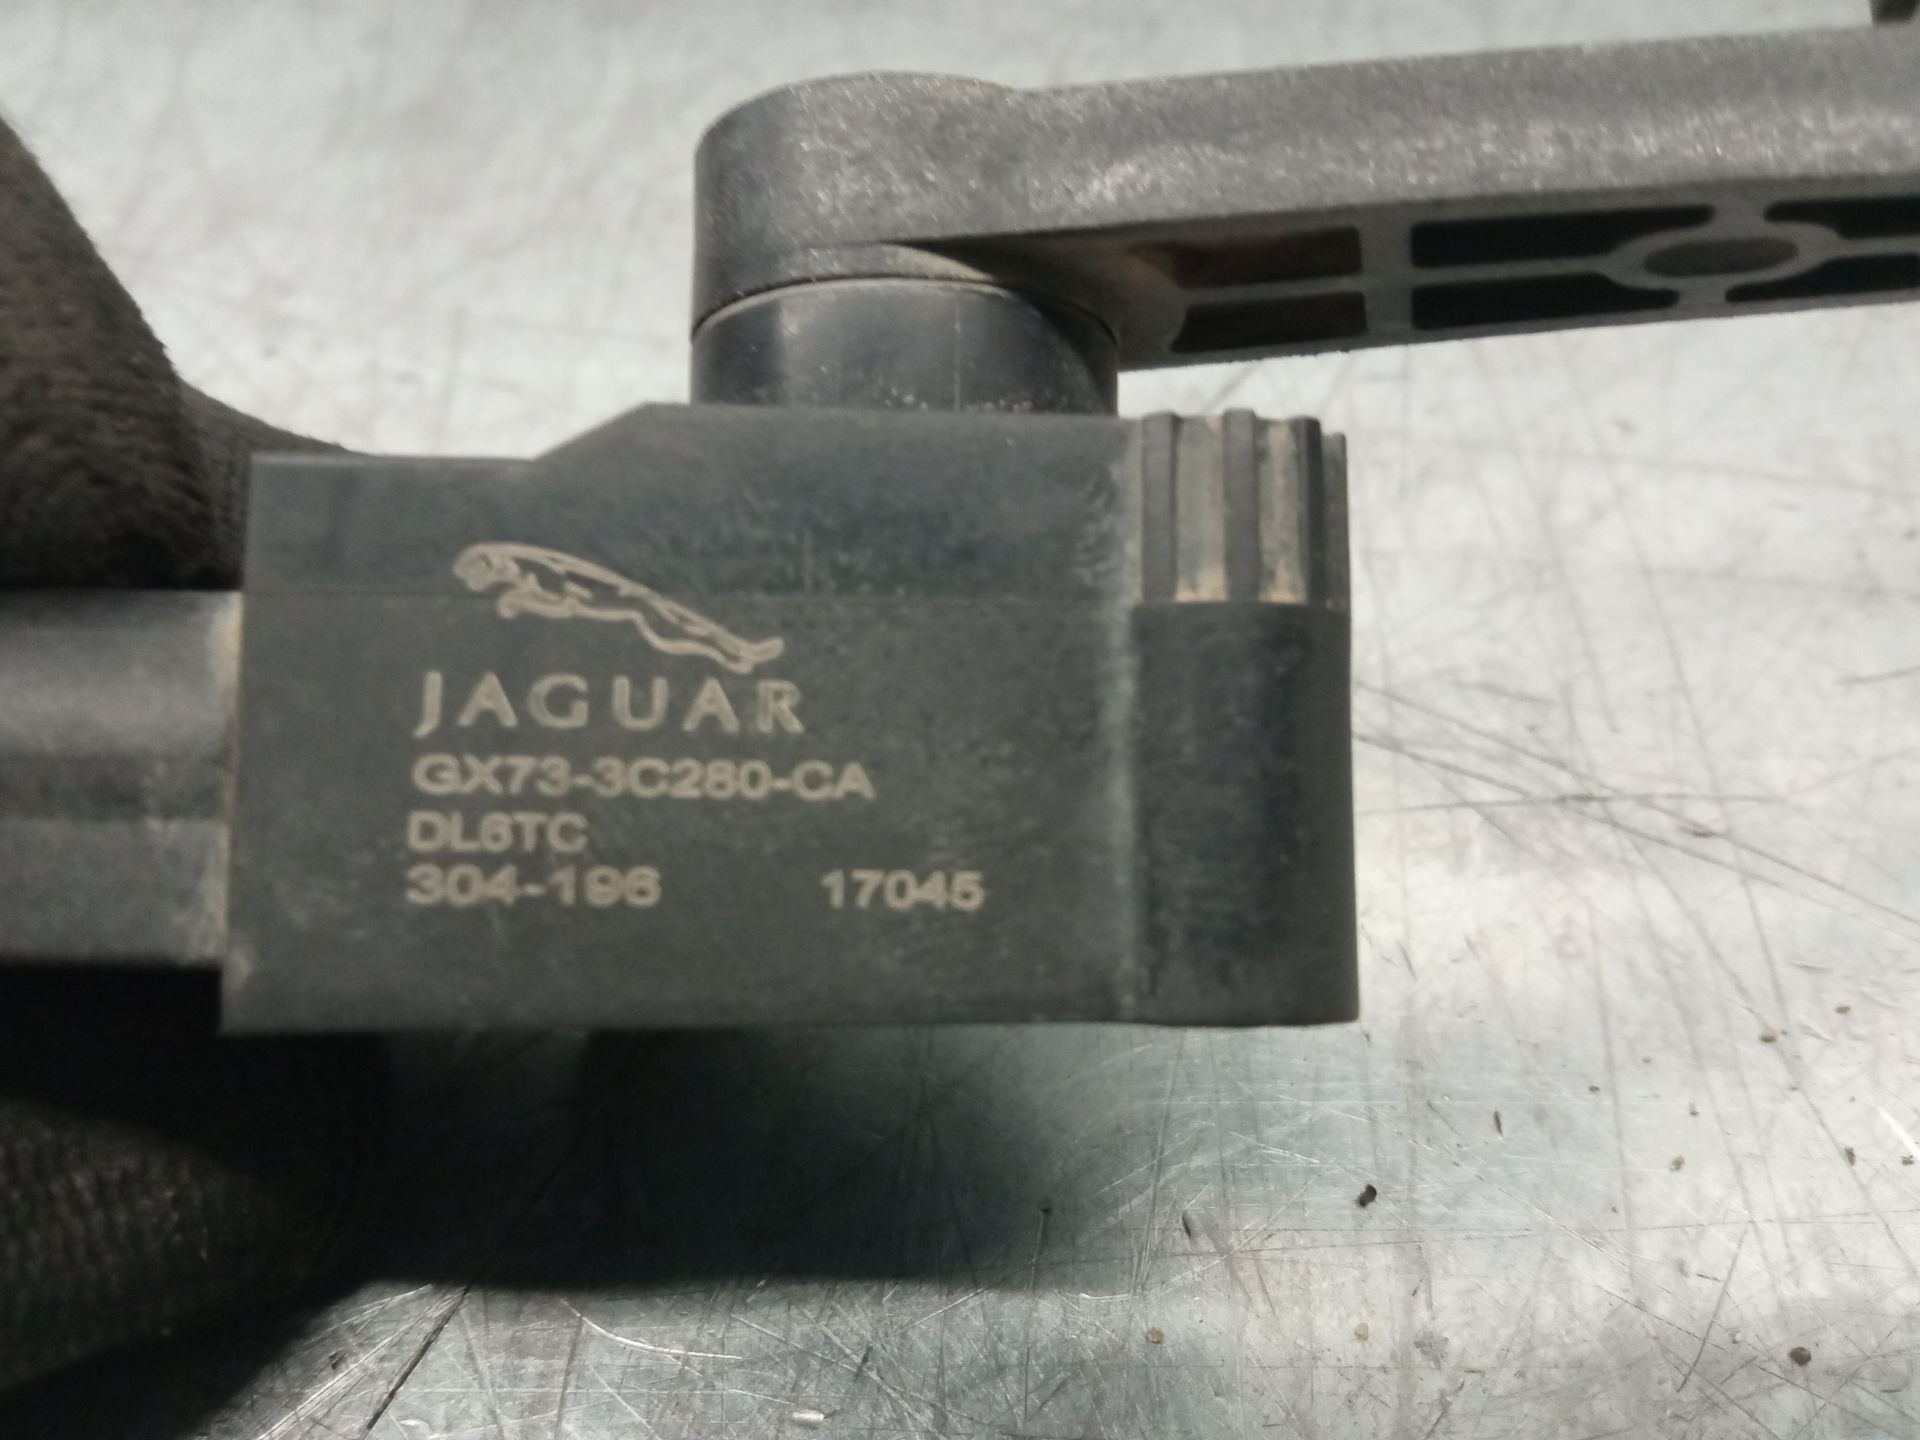 JAGUAR
GX73-3C280-CA
DL6TC
304-196 17045